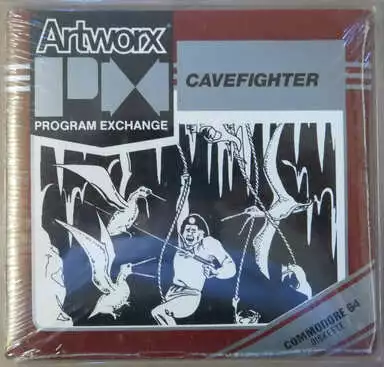 Artworx
PX
PROGRAM EXCHANGE
CAVEFIGHTER
COMMODORE 64
DISKETTE